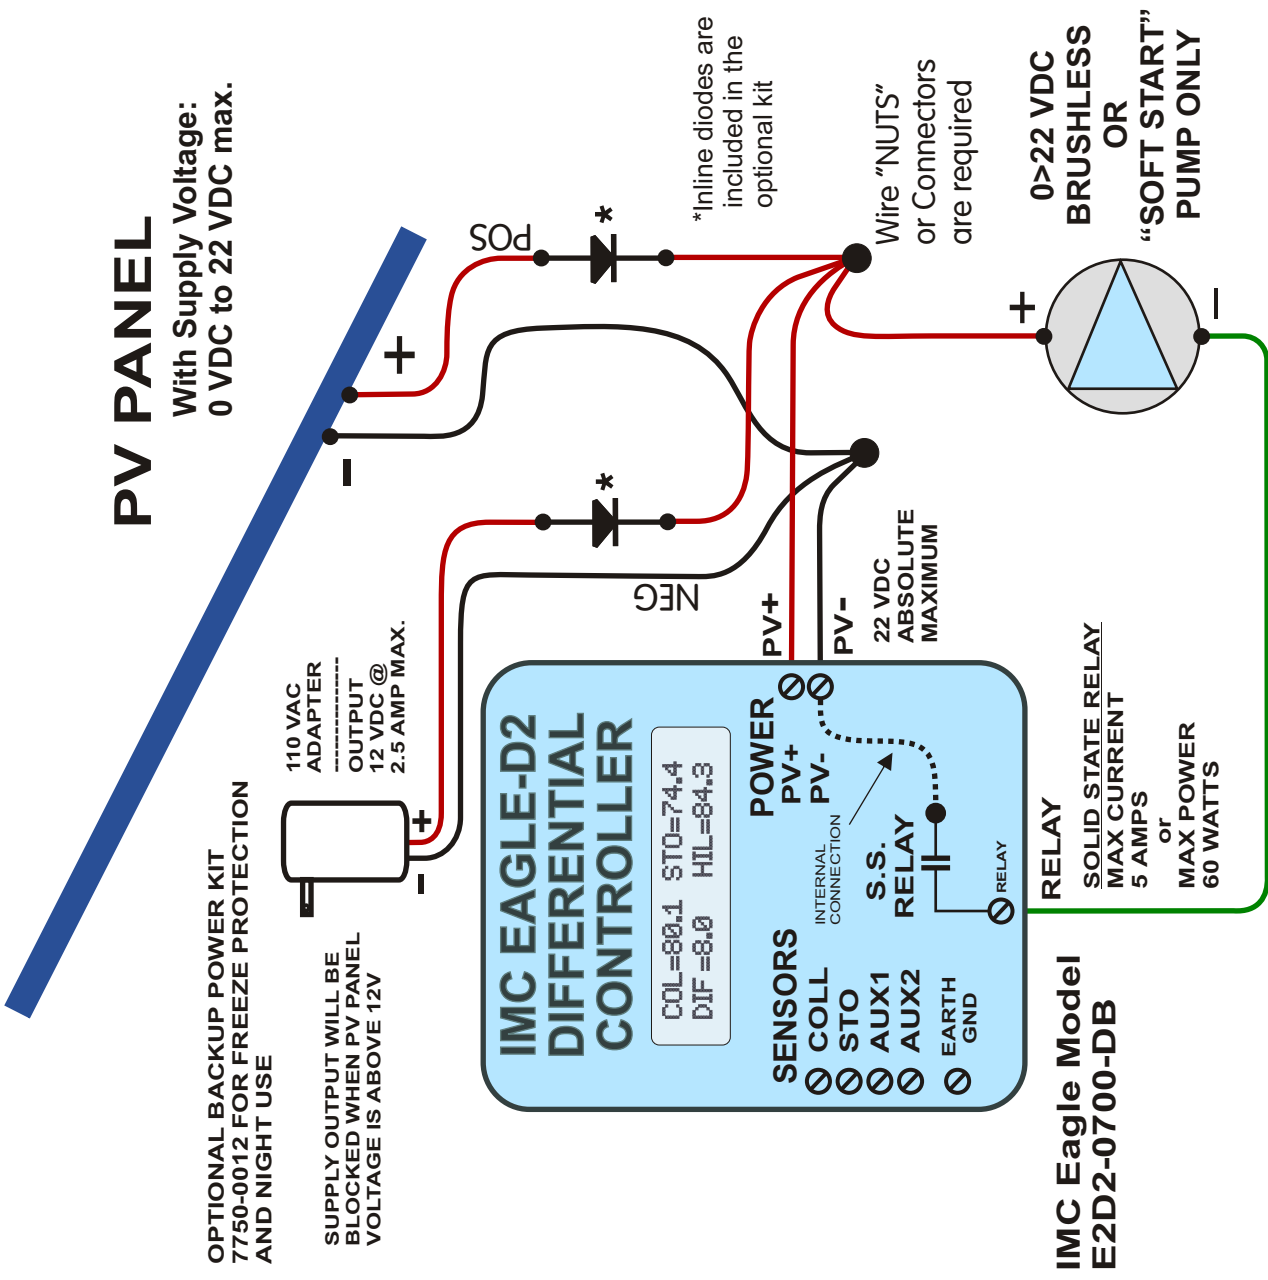 PV PANEL
With Supply Voltage:
0 VDC to 22 VDC max.
+
-
POS
*
*Inline diodes are
included in the
optional kit
Wire "NUTS"
or Connectors
are required
0>22 VDC
BRUSHLESS
OR
“SOFT START”
PUMP ONLY
+
-
OPTIONAL BACKUP POWER KIT
7750-0012 FOR FREEZE PROTECTION
AND NIGHT USE
SUPPLY OUTPUT WILL BE
BLOCKED WHEN PV PANEL
VOLTAGE IS ABOVE 12V
110 VAC
ADAPTER
------------
OUTPUT
12 VDC @
2.5 AMP MAX.
-
+
*
NEG
PV+
PV-
22 VDC
ABSOLUTE
MAXIMUM
IMC EAGLE-D2
DIFFERENTIAL
CONTROLLER
COL=80.1 STO=74.4
DIF =8.0 HIL=84.3
POWER
PV+
PV-
INTERNAL
CONNECTION
S.S.
RELAY
RELAY
SENSORS
COLL
STO
AUX1
AUX2
EARTH
GND
RELAY
SOLID STATE RELAY
MAX CURRENT
5 AMPS
or
MAX POWER
60 WATTS
IMC Eagle Model
E2D2-0700-DB